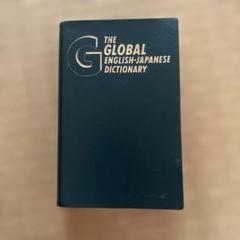 G THE
GLOBAL
ENGLISH-JAPANESE
DICTIONARY